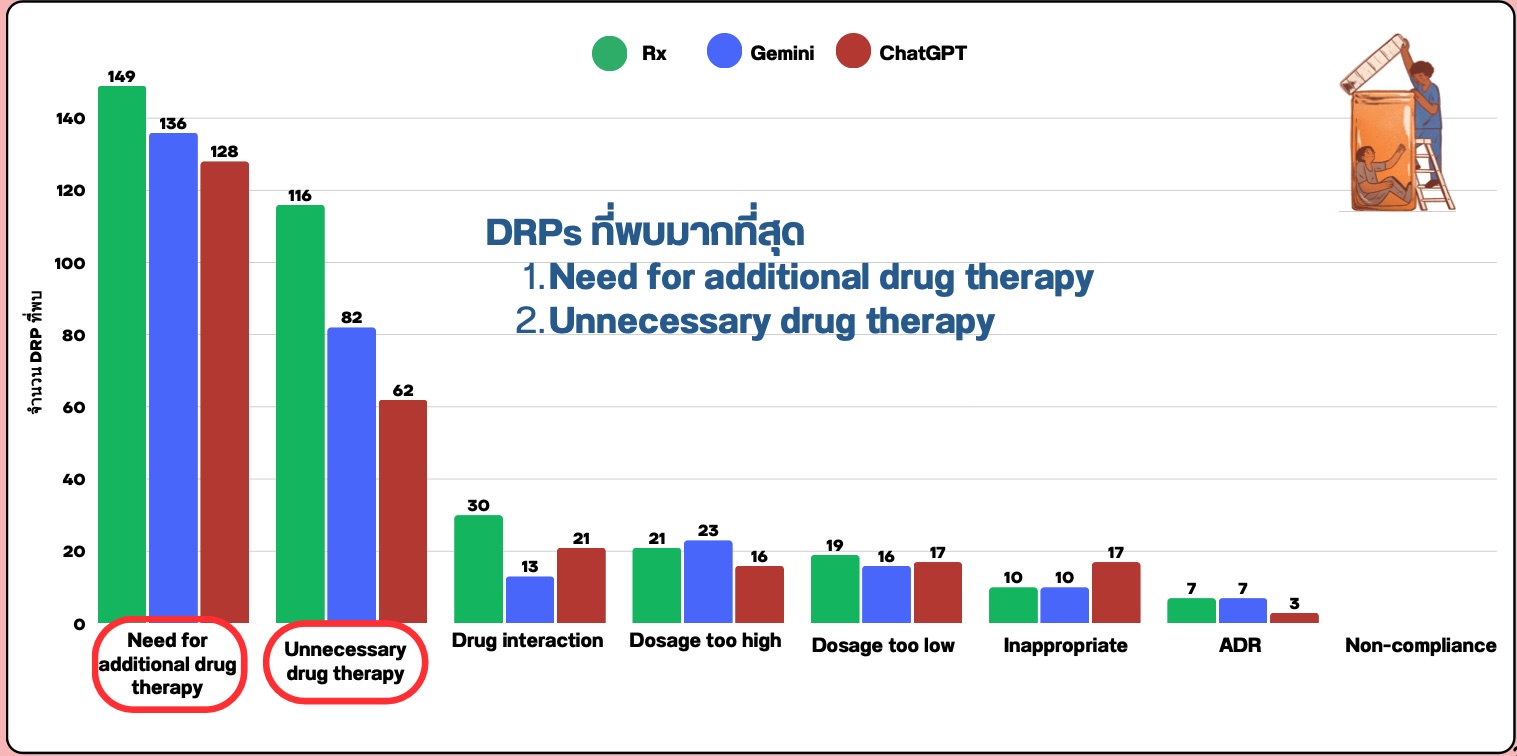 Rx
Gemini
ChatGPT
149
136
128
116
82
62
30
13
21
21
23
16
19
16
17
10
10
17
7
7
3
140
120
100
80
60
40
20
0
จำนวน DRP ที่พบ
DRPs ที่พบมากที่สุด
1. Need for additional drug therapy
2. Unnecessary drug therapy
Need for
additional drug
therapy
Unnecessary
drug therapy
Drug interaction
Dosage too high
Dosage too low
Inappropriate
ADR
Non-compliance